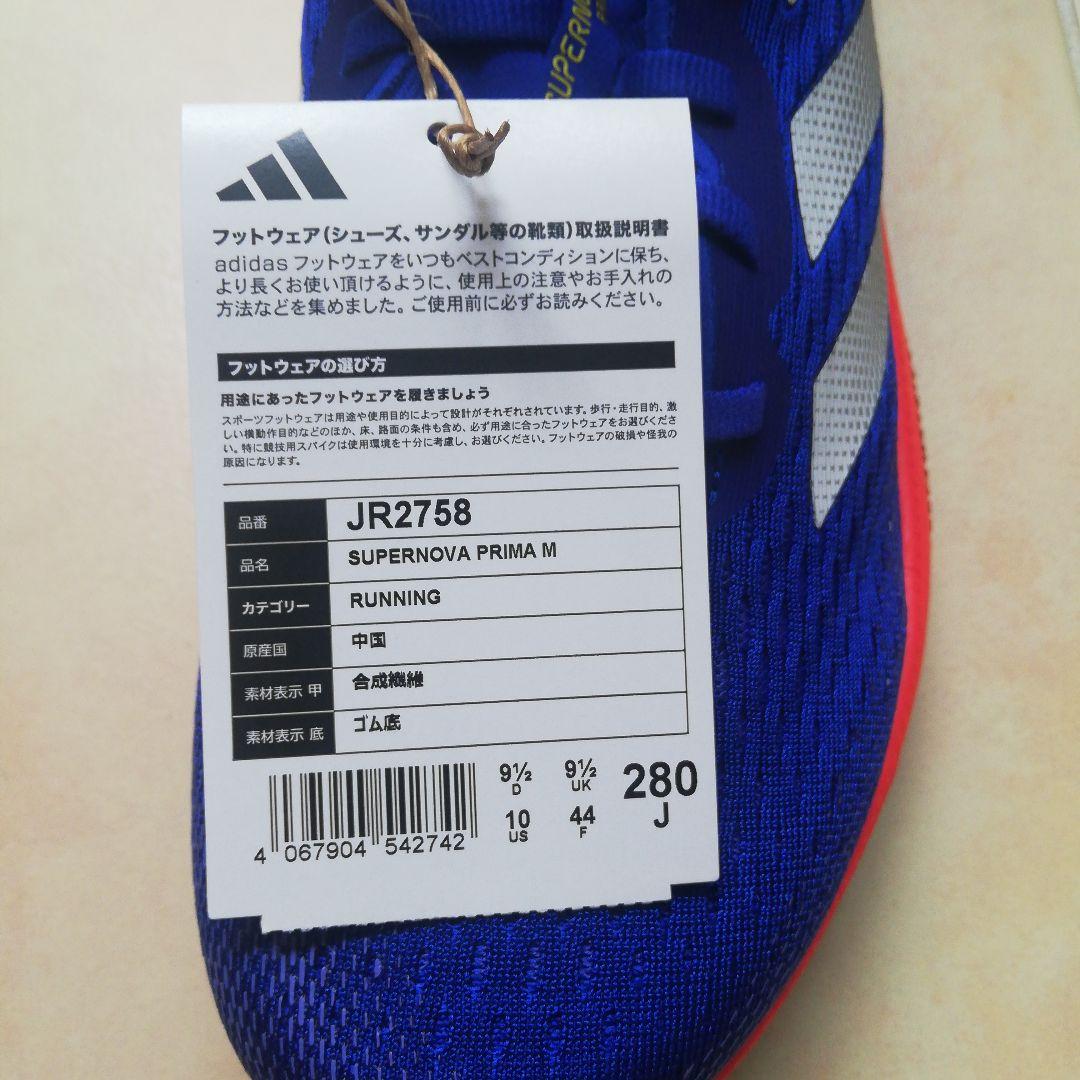 SUPERN
フットウェア(シューズ、サンダル等の靴類)取扱説明書
adidas フットウェアをいつもベストコンディションに保ち、
より長くお使い頂けるように、使用上の注意やお手入れの
方法などを集めました。ご使用前に必ずお読みください。
フットウェアの選び方
用途にあったフットウェアを履きましょう
スポーツフットウェアは用途や使用目的によって設計がそれぞれされています。歩行・走行目的、激
しい横動作目的などのほか、床、路面の条件も含め、必ず用途に合ったフットウェアをお選びくださ
い。特に競技用スパイクは使用環境を十分に考慮し、お選びください。フットウェアの破損や怪我の
原因になります。
品番 JR2758
品名 SUPERNOVA PRIMA M
カテゴリー RUNNING
原産国 中国
素材表示 甲 合成繊維
素材表示 底 ゴム底
9½ 9½ 280
D UK J
10 44
US F
4 067904 542742